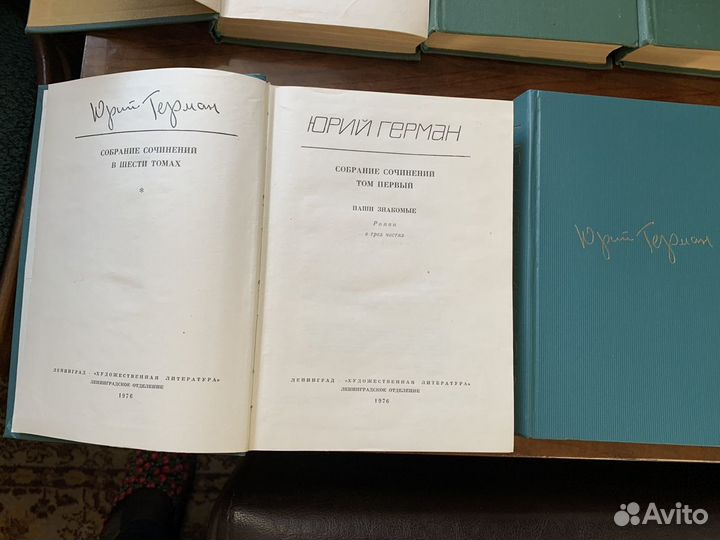 Юрий Герман
СОБРАНИЕ СОЧИНЕНИЙ
В ШЕСТИ ТОМАХ
*
ЛЕНИНГРАД · «ХУДОЖЕСТВЕННАЯ ЛИТЕРАТУРА»
ЛЕНИНГРАДСКОЕ ОТДЕЛЕНИЕ
1976
ЮРИЙ ГЕРМАН
СОБРАНИЕ СОЧИНЕНИЙ
ТОМ ПЕРВЫЙ
НАШИ ЗНАКОМЫЕ
Роман
в трех частях
ЛЕНИНГРАД · «ХУДОЖЕСТВЕННАЯ ЛИТЕРАТУРА»
ЛЕНИНГРАДСКОЕ ОТДЕЛЕНИЕ
1976
Юрий Герман
Avito